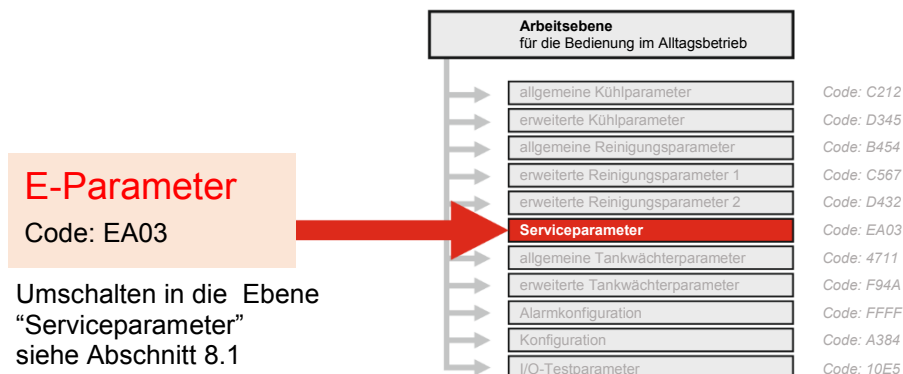 Arbeitsebene
für die Bedienung im Alltagsbetrieb
allgemeine Kühlparameter Code: C212
erweiterte Kühlparameter Code: D345
allgemeine Reinigungsparameter Code: B454
erweiterte Reinigungsparameter 1 Code: C567
erweiterte Reinigungsparameter 2 Code: D432
Serviceparameter Code: EA03
allgemeine Tankwächterparameter Code: 4711
erweiterte Tankwächterparameter Code: F94A
Alarmkonfiguration Code: FFFF
Konfiguration Code: A384
I/O-Testparameter Code: 10E5
E-Parameter
Code: EA03
Umschalten in die Ebene
“Serviceparameter”
siehe Abschnitt 8.1